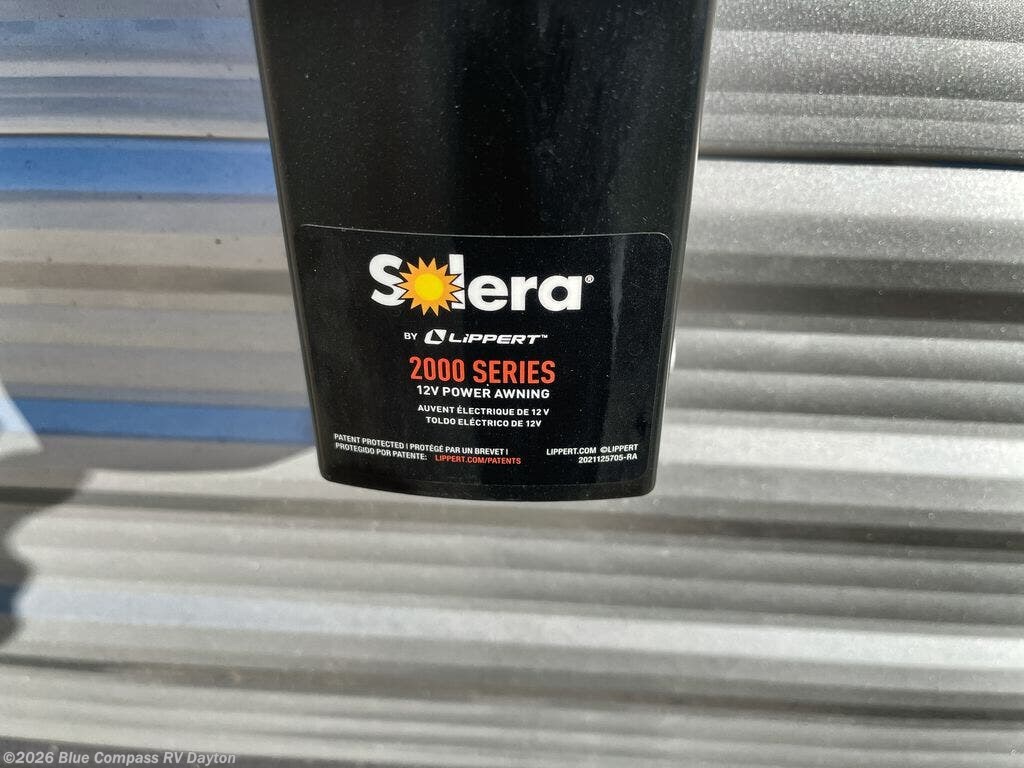 Solera®
BY LiPPERT™
2000 SERIES
12V POWER AWNING
AUVENT ÉLECTRIQUE DE 12 V
TOLDO ELÉCTRICO DE 12V
PATENT PROTECTED | PROTÉGÉ PAR UN BREVET |
PROTEGIDO POR PATENTE: LIPPERT.COM/PATENTS
LIPPERT.COM ©LIPPERT
2021125705-RA
©2026 Blue Compass RV Dayton